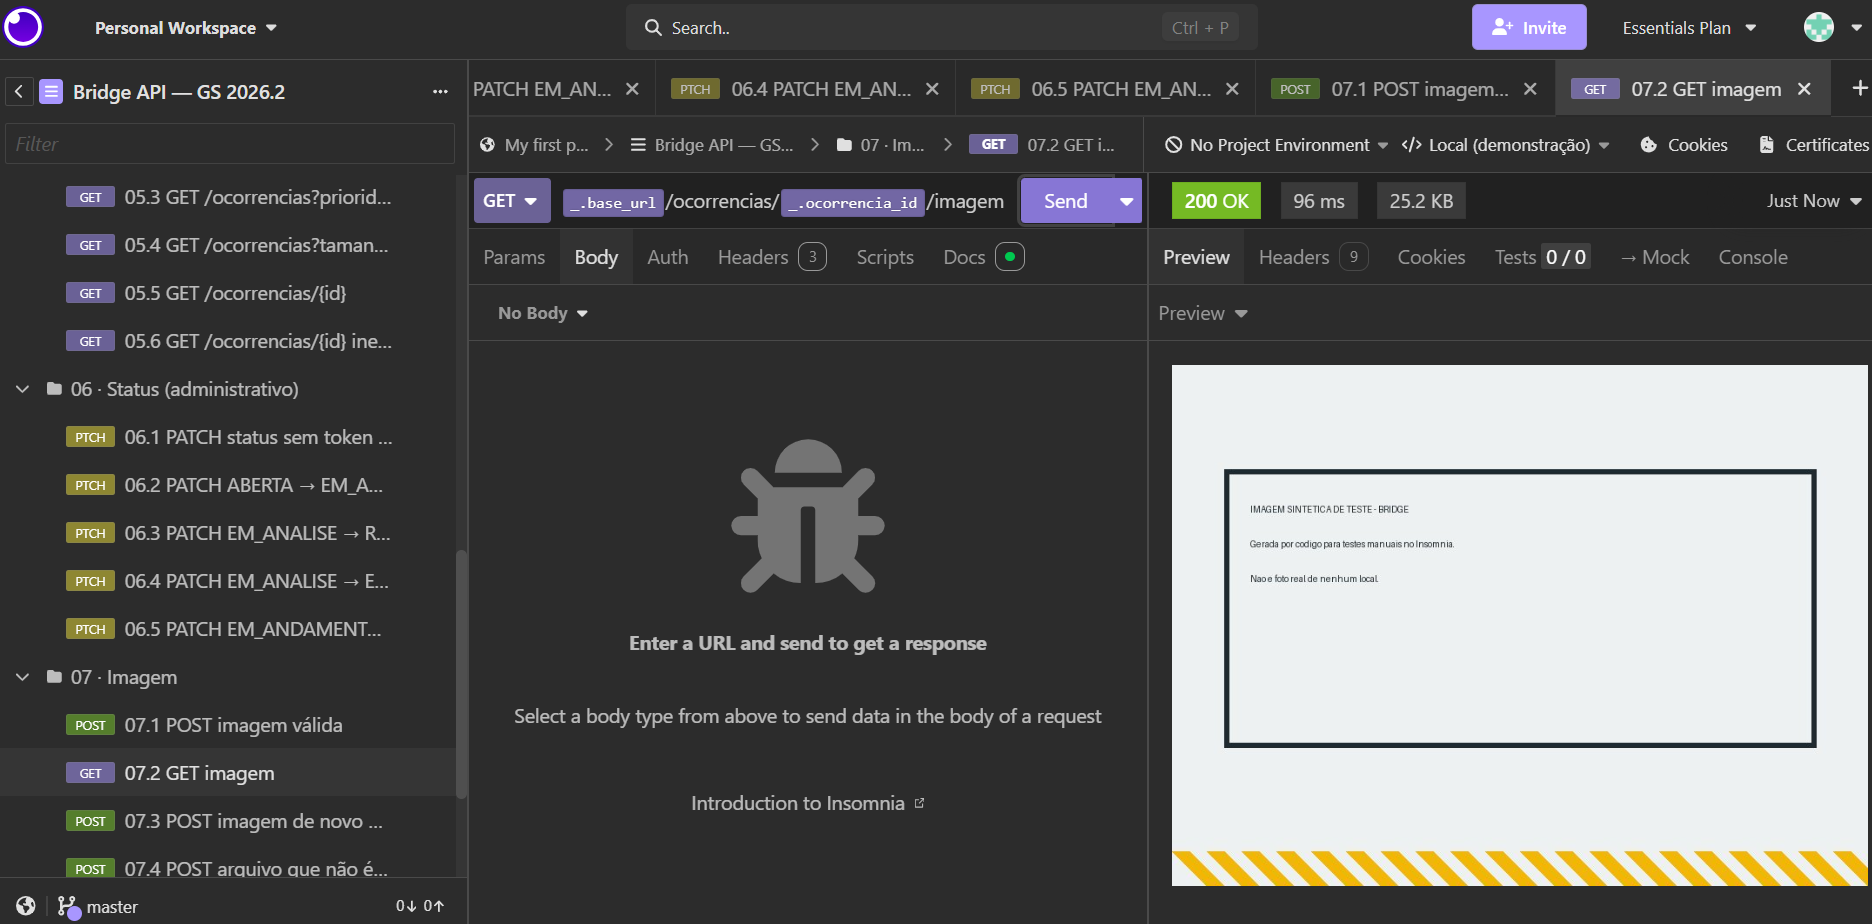 Personal Workspace
Search..
Ctrl + P
Invite
Essentials Plan
Bridge API — GS 2026.2
Filter
GET 05.3 GET /ocorrencias?priorid...
GET 05.4 GET /ocorrencias?taman...
GET 05.5 GET /ocorrencias/{id}
GET 05.6 GET /ocorrencias/{id} ine...
06 · Status (administrativo)
PTCH 06.1 PATCH status sem token ...
PTCH 06.2 PATCH ABERTA → EM_A...
PTCH 06.3 PATCH EM_ANALISE → R...
PTCH 06.4 PATCH EM_ANALISE → E...
PTCH 06.5 PATCH EM_ANDAMENT...
07 · Imagem
POST 07.1 POST imagem válida
GET 07.2 GET imagem
POST 07.3 POST imagem de novo ...
POST 07.4 POST arquivo que não é...
master
0↓ 0↑
PATCH EM_AN...
PTCH 06.4 PATCH EM_AN...
PTCH 06.5 PATCH EM_AN...
POST 07.1 POST imagem...
GET 07.2 GET imagem
My first p...
Bridge API — GS...
07 · Im...
GET 07.2 GET i...
No Project Environment
Local (demonstração)
Cookies
Certificates
GET
_.base_url/ocorrencias/_.ocorrencia_id/imagem
Send
Params Body Auth Headers 3 Scripts Docs
No Body
Enter a URL and send to get a response
Select a body type from above to send data in the body of a request
Introduction to Insomnia
200 OK 96 ms 25.2 KB Just Now
Preview Headers 9 Cookies Tests 0 / 0 → Mock Console
Preview
IMAGEM SINTETICA DE TESTE - BRIDGE
Gerada por codigo para testes manuais no Insomnia.
Nao e foto real de nenhum local.